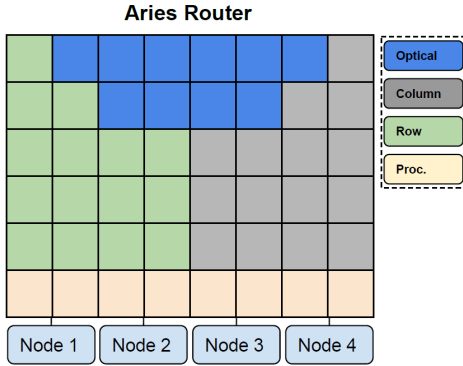 Aries Router
Optical
Column
Row
Proc.
Node 1
Node 2
Node 3
Node 4